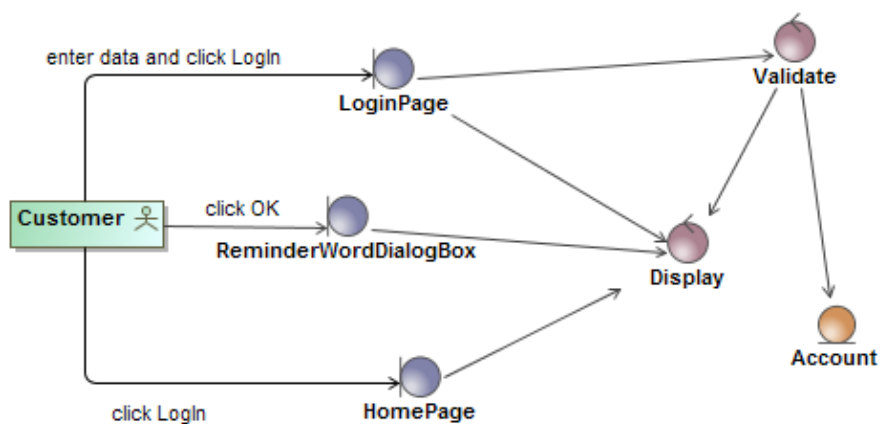 enter data and click LogIn
LoginPage
Validate
Customer
click OK
ReminderWordDialogBox
Display
Account
click LogIn
HomePage